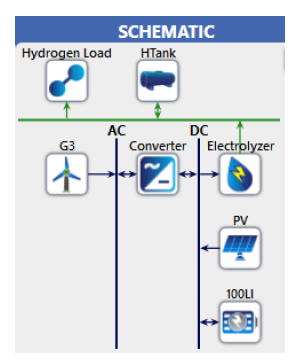 SCHEMATIC
Hydrogen Load HTank
AC DC
G3 Converter Electrolyzer
PV
100LI